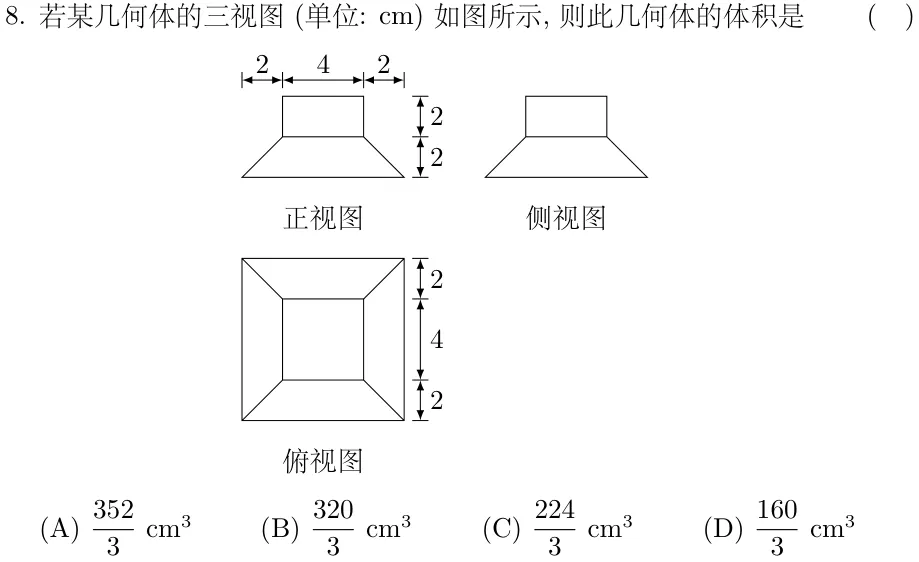 8. 若某几何体的三视图 (单位: cm) 如图所示, 则此几何体的体积是 ( )
2 4 2
2
2
正视图 侧视图
2
4
2
俯视图
(A) 352/3 cm³ (B) 320/3 cm³ (C) 224/3 cm³ (D) 160/3 cm³